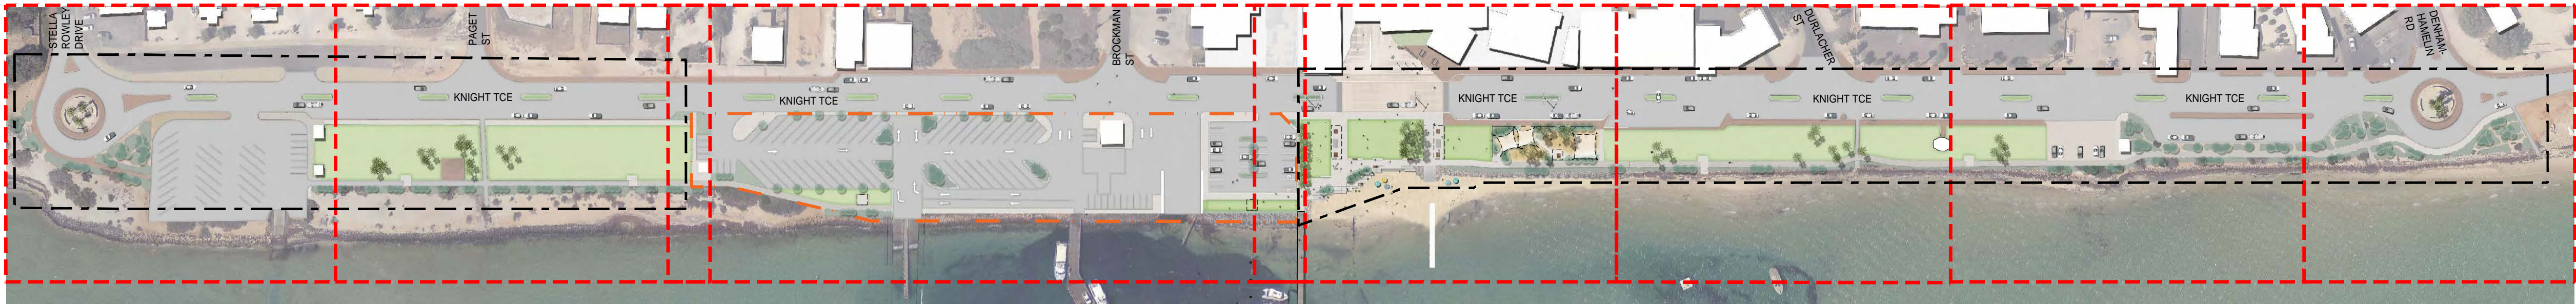 STELLA
ROWLEY
DRIVE
PAGET
ST
KNIGHT TCE
KNIGHT TCE
BROCKMAN
ST
KNIGHT TCE
DURLACHER
ST
KNIGHT TCE
KNIGHT TCE
DENHAM-
HAMELIN
RD